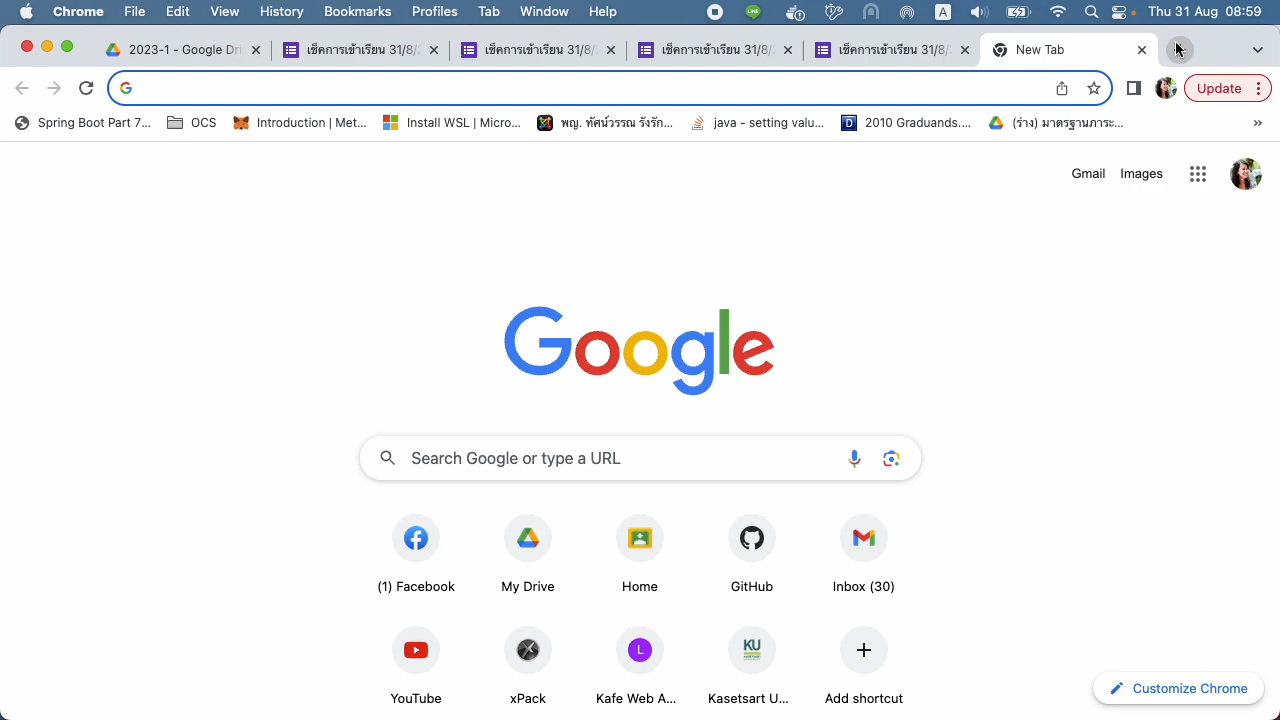 Chrome File Edit View History Bookmarks Profiles Tab Window Help LINE A Thu 31 Aug 08:59
2023-1 - Google Dri เช็คการเข้าเรียน 31/8/ เช็คการเข้าเรียน 31/8/ เช็คการเข้าเรียน 31/8/ เช็คการเข้าเรียน 31/8/ New Tab
Update
Spring Boot Part 7... OCS Introduction | Met... Install WSL | Micro... พญ. ทัศน์วรรณ รังรัก... java - setting valu... D 2010 Graduands.... (ร่าง) มาตรฐานภาระ... »
Gmail Images
Google
Search Google or type a URL
(1) Facebook My Drive Home GitHub Inbox (30)
L KU
YouTube xPack Kafe Web A... Kasetsart U... Add shortcut
Customize Chrome